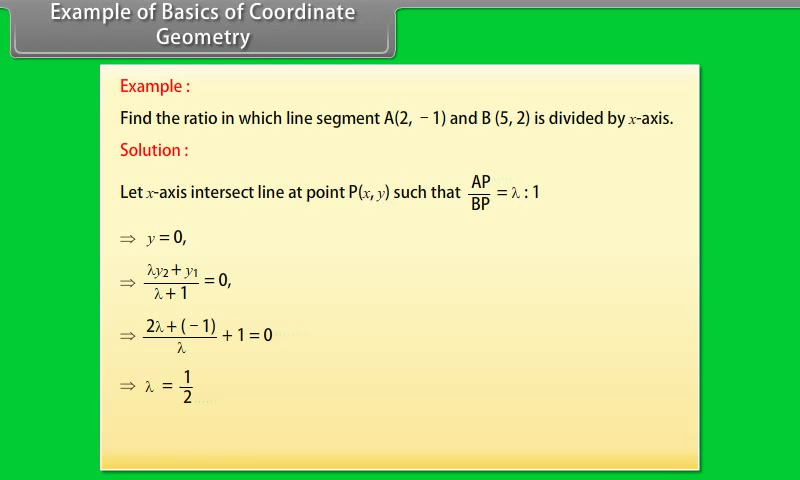 Example of Basics of Coordinate
Geometry
Example :
Find the ratio in which line segment A(2, −1) and B (5, 2) is divided by x-axis.
Solution :
Let x-axis intersect line at point P(x, y) such that AP/BP = λ : 1
⇒ y = 0,
⇒ (λy₂ + y₁)/(λ + 1) = 0,
⇒ (2λ + (−1))/λ + 1 = 0
⇒ λ = 1/2